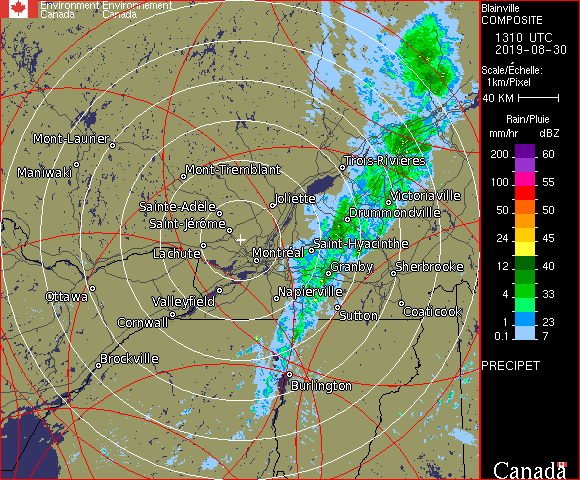 Environment Environnement
Canada Canada
Blainville
COMPOSITE
1310 UTC
2019-08-30
Scale/Échelle:
1km/Pixel
40 KM
Rain/Pluie
mm/hr dBZ
200 60
100 55
50 50
24 45
12 40
4 33
1 23
0.1 7
PRECIPET
Canada
Mont-Laurier
Maniwaki
Mont-Tremblant
Trois-Rivières
Joliette
Victoriaville
Sainte-Adèle
Drummondville
Saint-Jérôme
Saint-Hyacinthe
Lachute
Montréal
Granby
Sherbrooke
Ottawa
Napierville
Valleyfield
Coaticook
Cornwall
Sutton
Brockville
Burlington